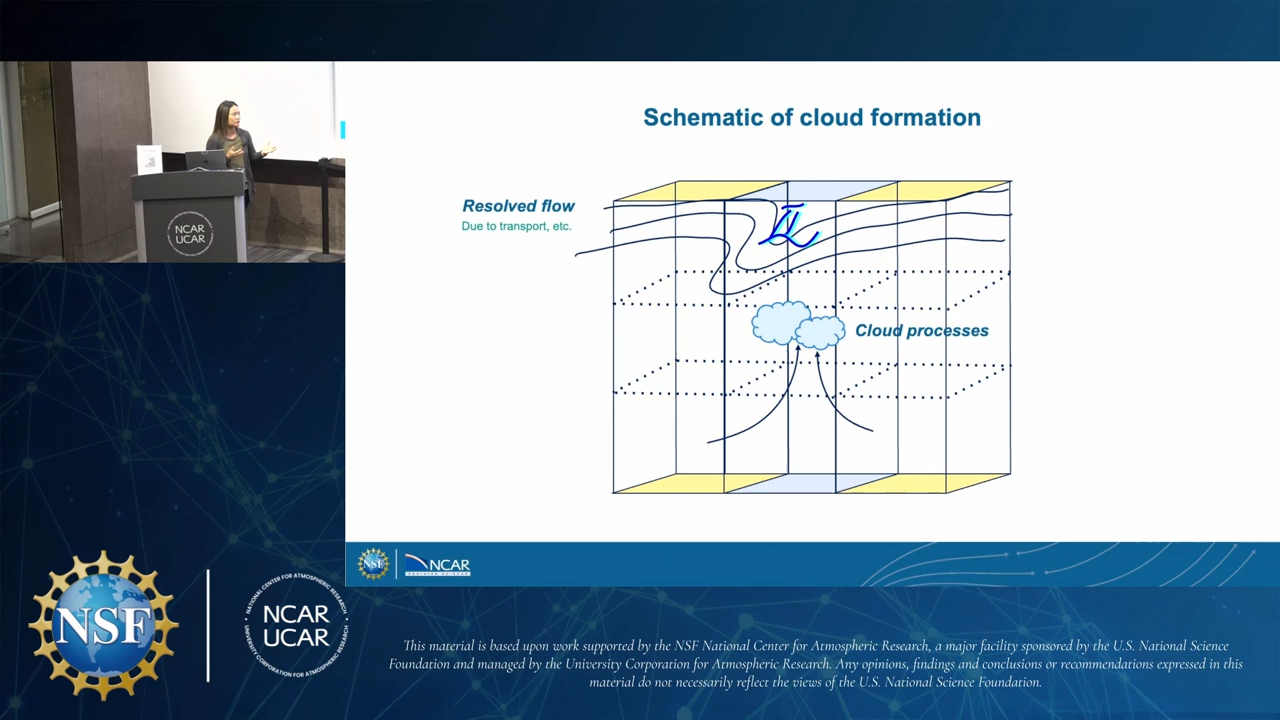 Schematic of cloud formation
Resolved flow
Due to transport, etc.
Cloud processes
NCAR
UCAR
NSF
NCAR
NSF
NATIONAL CENTER FOR ATMOSPHERIC RESEARCH
NCAR
UCAR
UNIVERSITY CORPORATION FOR ATMOSPHERIC RESEARCH
This material is based upon work supported by the NSF National Center for Atmospheric Research, a major facility sponsored by the U.S. National Science
Foundation and managed by the University Corporation for Atmospheric Research. Any opinions, findings and conclusions or recommendations expressed in this
material do not necessarily reflect the views of the U.S. National Science Foundation.